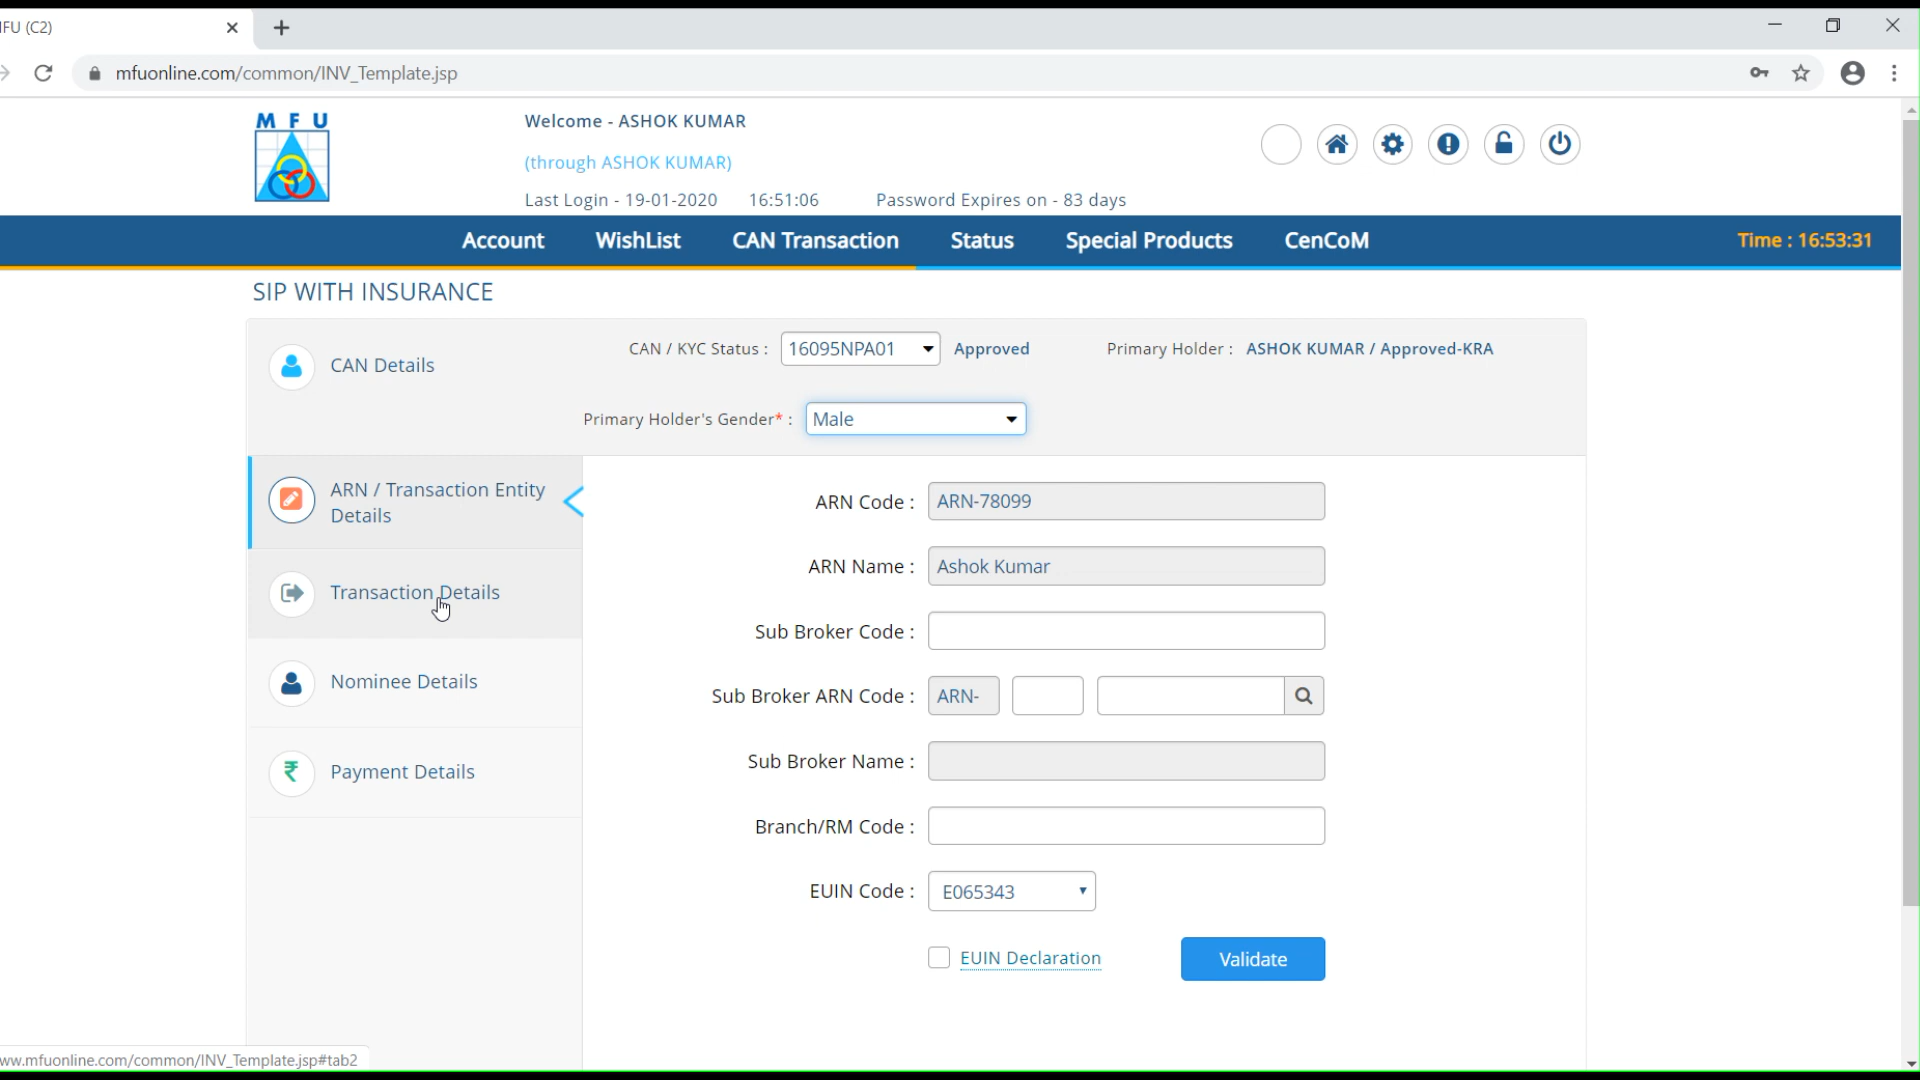 FU (C2)
mfuonline.com/common/INV_Template.jsp
M F U
Welcome - ASHOK KUMAR
(through ASHOK KUMAR)
Last Login - 19-01-2020 16:51:06 Password Expires on - 83 days
Account WishList CAN Transaction Status Special Products CenCoM Time : 16:53:31
SIP WITH INSURANCE
CAN Details
CAN / KYC Status : 16095NPA01 Approved Primary Holder : ASHOK KUMAR / Approved-KRA
Primary Holder's Gender* : Male
ARN / Transaction Entity
Details
Transaction Details
Nominee Details
₹ Payment Details
ARN Code : ARN-78099
ARN Name : Ashok Kumar
Sub Broker Code :
Sub Broker ARN Code : ARN-
Sub Broker Name :
Branch/RM Code :
EUIN Code : E065343
EUIN Declaration Validate
ww.mfuonline.com/common/INV_Template.jsp#tab2